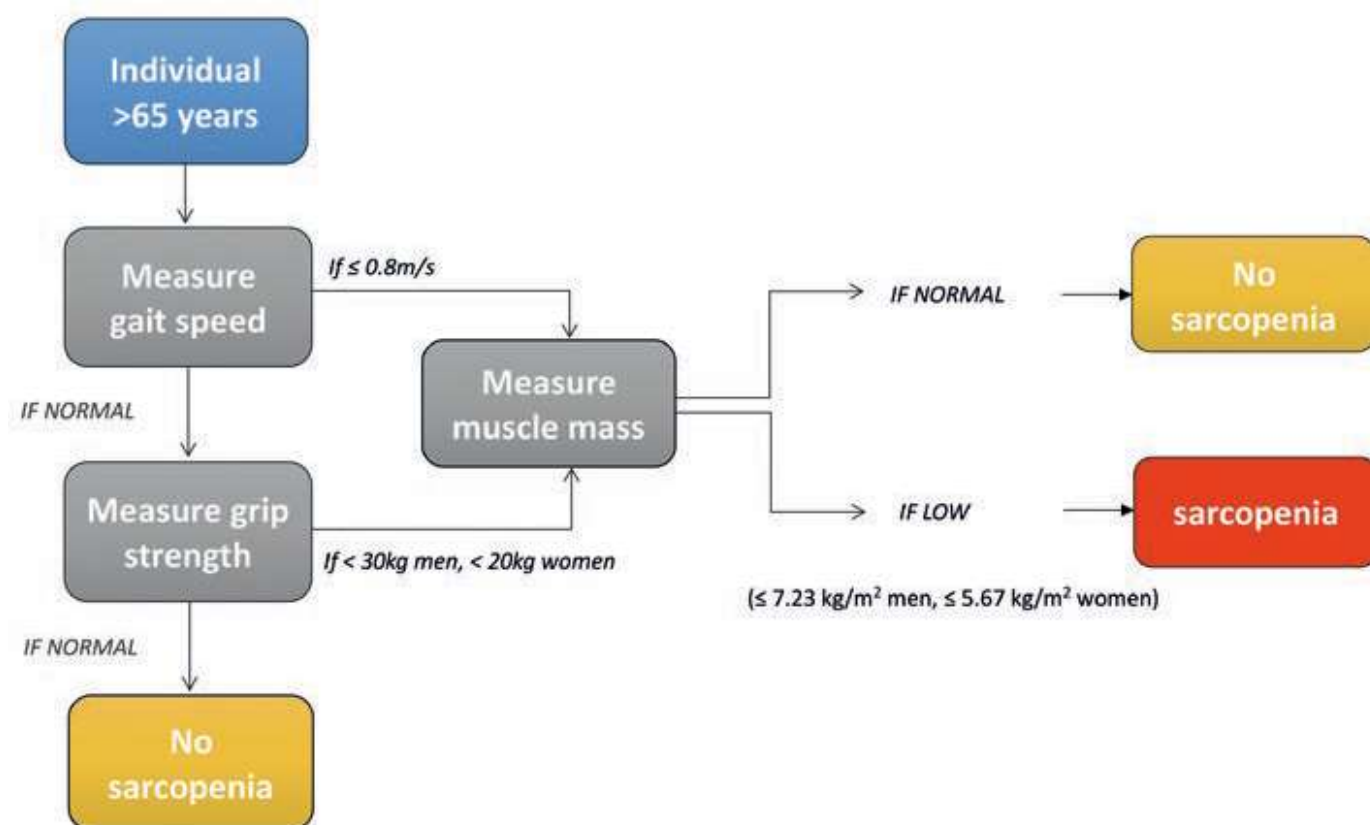 Individual
>65 years
Measure
gait speed
If ≤ 0.8m/s
IF NORMAL
Measure grip
strength
If < 30kg men, < 20kg women
IF NORMAL
No
sarcopenia
Measure
muscle mass
IF NORMAL
No
sarcopenia
IF LOW
sarcopenia
(≤ 7.23 kg/m² men, ≤ 5.67 kg/m² women)